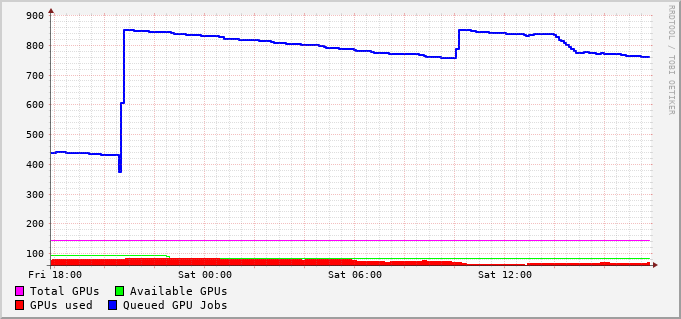 900
800
700
600
500
400
300
200
100
Fri 18:00 Sat 00:00 Sat 06:00 Sat 12:00
Total GPUs Available GPUs
GPUs used Queued GPU Jobs
RRDTOOL / TOBI OETIKER